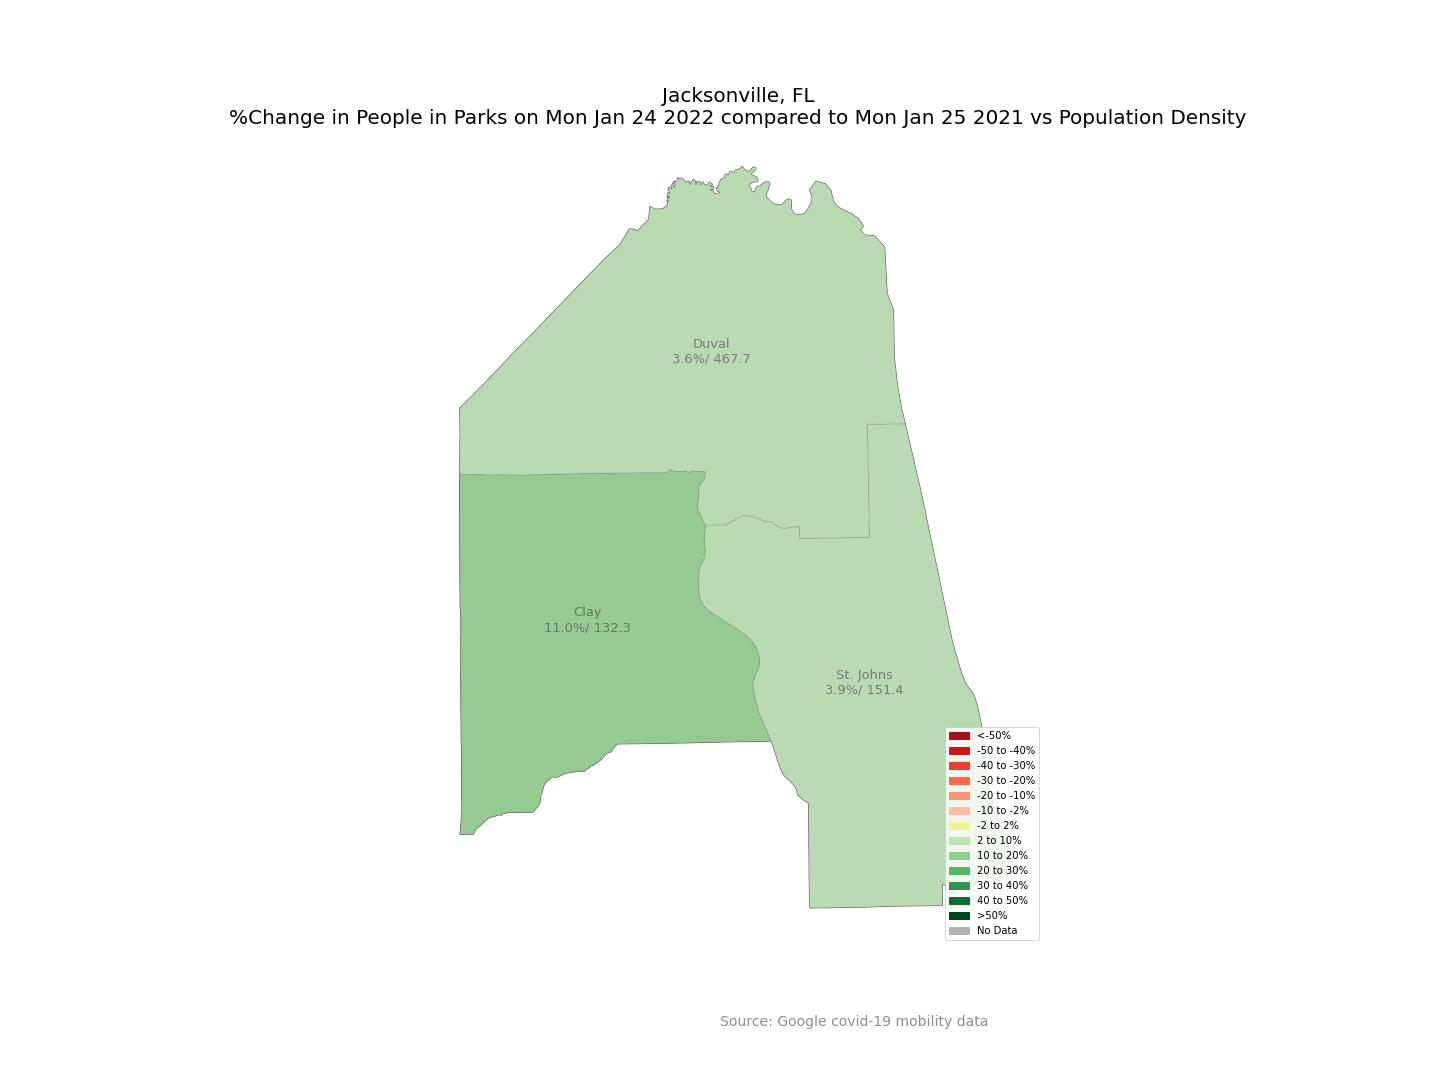 Jacksonville, FL
%Change in People in Parks on Mon Jan 24 2022 compared to Mon Jan 25 2021 vs Population Density
Duval
3.6%/ 467.7
Clay
11.0%/ 132.3
St. Johns
3.9%/ 151.4
<-50%
-50 to -40%
-40 to -30%
-30 to -20%
-20 to -10%
-10 to -2%
-2 to 2%
2 to 10%
10 to 20%
20 to 30%
30 to 40%
40 to 50%
>50%
No Data
Source: Google covid-19 mobility data